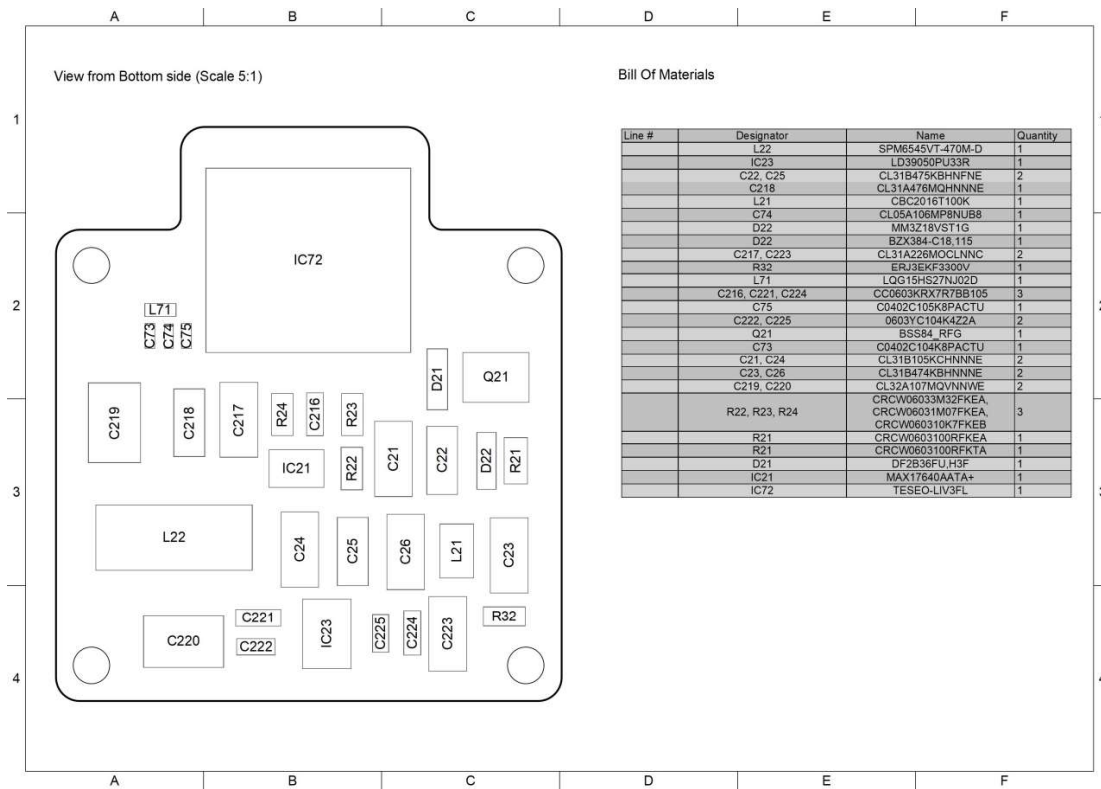 A B C D E F
View from Bottom side (Scale 5:1)
Bill Of Materials
1
2
3
4
IC72
L71
C73 C74 C75
D21 Q21
C219 C218 C217 R24 C216 R23
IC21 R22 C21 C22 D22 R21
L22 C24 C25 C26 L21 C23
C221 C222 C220 IC23 C225 C224 C223 R32
Line # Designator Name Quantity
L22 SPM6545VT-470M-D 1
IC23 LD39050PU33R 1
C22, C25 CL31B475KBHNFNE 2
C218 CL31A476MQHNNNE 1
L21 CBC2016T100K 1
C74 CL05A106MP8NUB8 1
D22 MM3Z18VST1G 1
D22 BZX384-C18,115 1
C217, C223 CL31A226MOCLNNC 2
R32 ERJ3EKF3300V 1
L71 LQG15HS27NJ02D 1
C216, C221, C224 CC0603KRX7R7BB105 3
C75 C0402C105K8PACTU 1
C222, C225 0603YC104K4Z2A 2
Q21 BSS84_RFG 1
C73 C0402C104K8PACTU 1
C21, C24 CL31B105KCHNNNE 2
C23, C26 CL31B474KBHNNNE 2
C219, C220 CL32A107MQVNNWE 2
R22, R23, R24 CRCW06033M32FKEA, 3
CRCW06031M07FKEA,
CRCW060310K7FKEB
R21 CRCW0603100RFKEA 1
R21 CRCW0603100RFKTA 1
D21 DF2B36FU,H3F 1
IC21 MAX17640AATA+ 1
IC72 TESEO-LIV3FL 1
A B C D E F